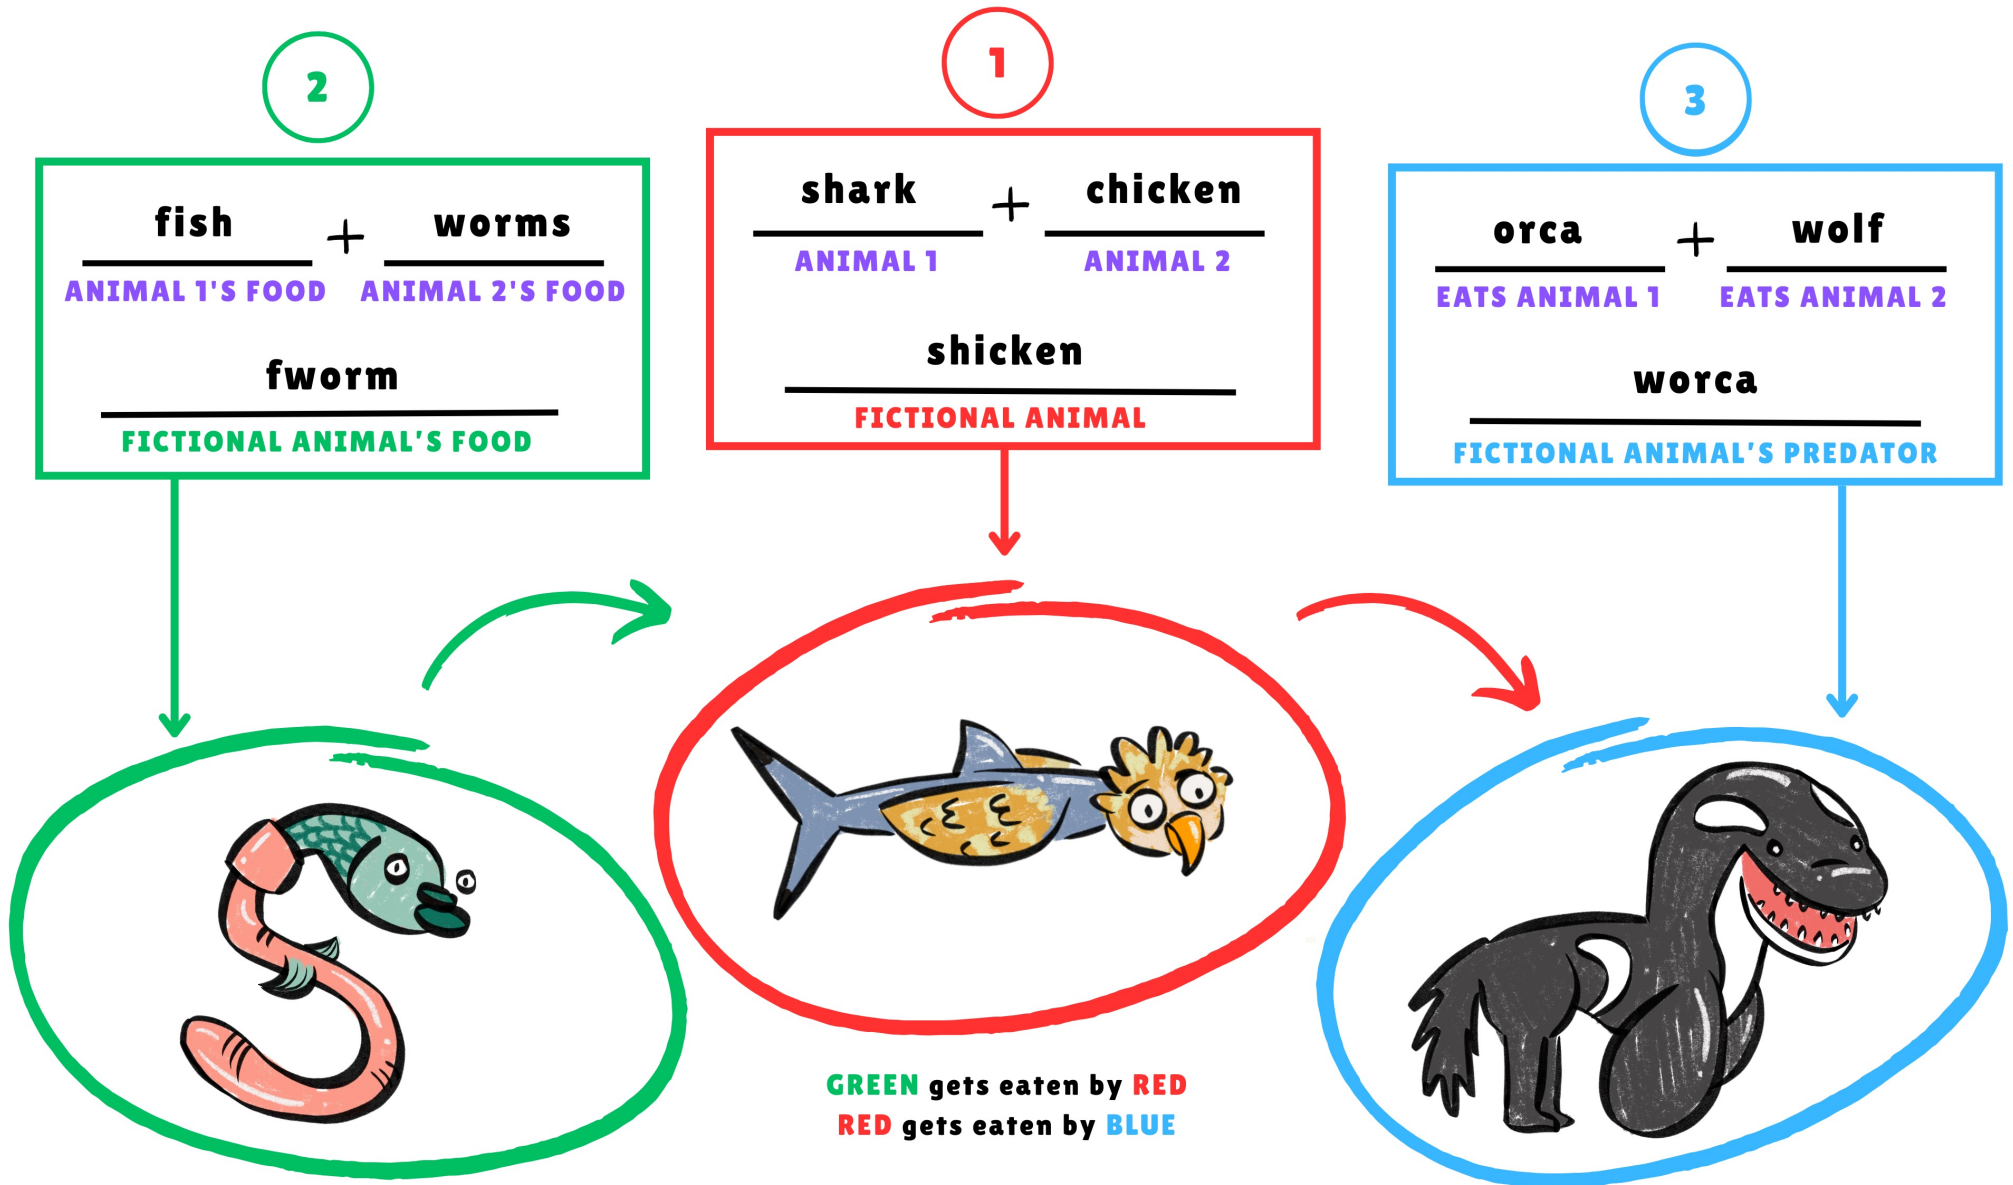 2
fish + worms
ANIMAL 1'S FOOD ANIMAL 2'S FOOD
fworm
FICTIONAL ANIMAL'S FOOD
1
shark + chicken
ANIMAL 1 ANIMAL 2
shicken
FICTIONAL ANIMAL
3
orca + wolf
EATS ANIMAL 1 EATS ANIMAL 2
worca
FICTIONAL ANIMAL'S PREDATOR
GREEN gets eaten by RED
RED gets eaten by BLUE